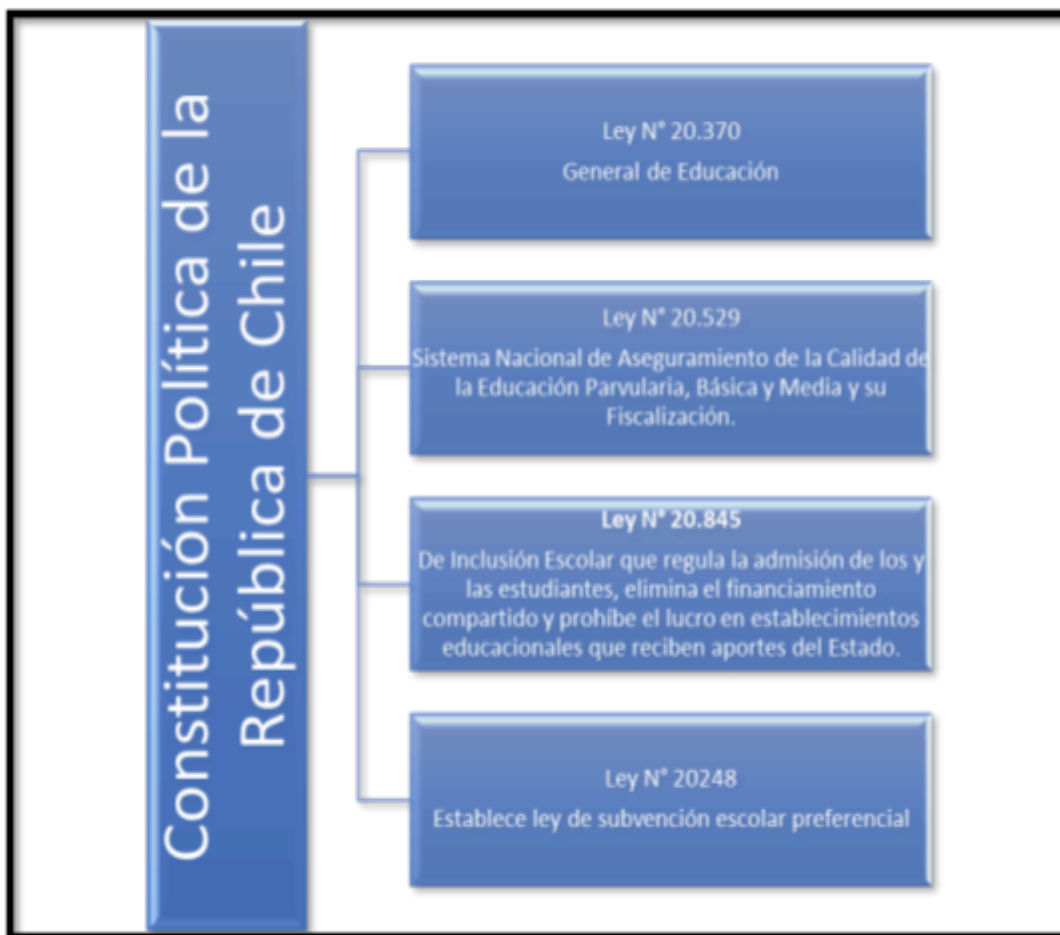 Constitución Política de la
República de Chile
Ley N° 20.370
General de Educación
Ley N° 20.529
Sistema Nacional de Aseguramiento de la Calidad de
la Educación Parvularia, Básica y Media y su
Fiscalización.
Ley N° 20.845
De Inclusión Escolar que regula la admisión de los y
las estudiantes, elimina el financiamiento
compartido y prohíbe el lucro en establecimientos
educacionales que reciben aportes del Estado.
Ley N° 20248
Establece ley de subvención escolar preferencial